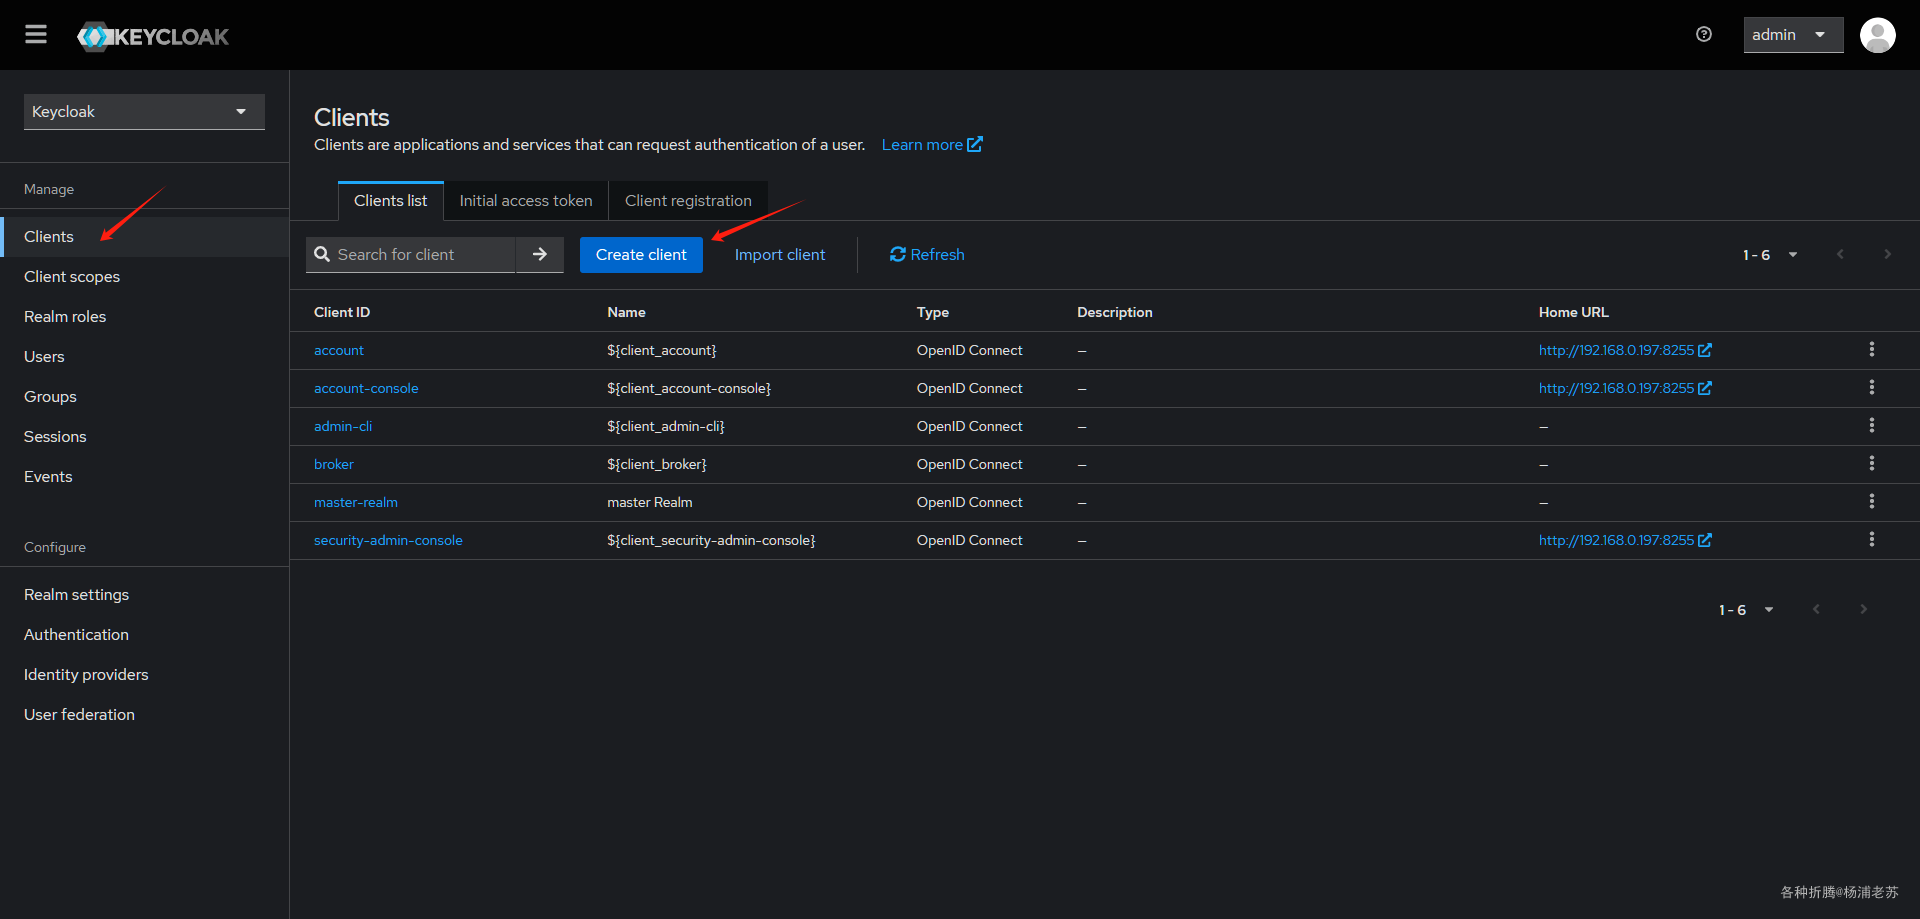 KEYCLOAK
admin
Keycloak
Manage
Clients
Client scopes
Realm roles
Users
Groups
Sessions
Events
Configure
Realm settings
Authentication
Identity providers
User federation
Clients
Clients are applications and services that can request authentication of a user. Learn more
Clients list Initial access token Client registration
Search for client Create client Import client Refresh 1 - 6
Client ID Name Type Description Home URL
account ${client_account} OpenID Connect – http://192.168.0.197:8255
account-console ${client_account-console} OpenID Connect – http://192.168.0.197:8255
admin-cli ${client_admin-cli} OpenID Connect – –
broker ${client_broker} OpenID Connect – –
master-realm master Realm OpenID Connect – –
security-admin-console ${client_security-admin-console} OpenID Connect – http://192.168.0.197:8255
1 - 6
各种折腾@杨浦老苏